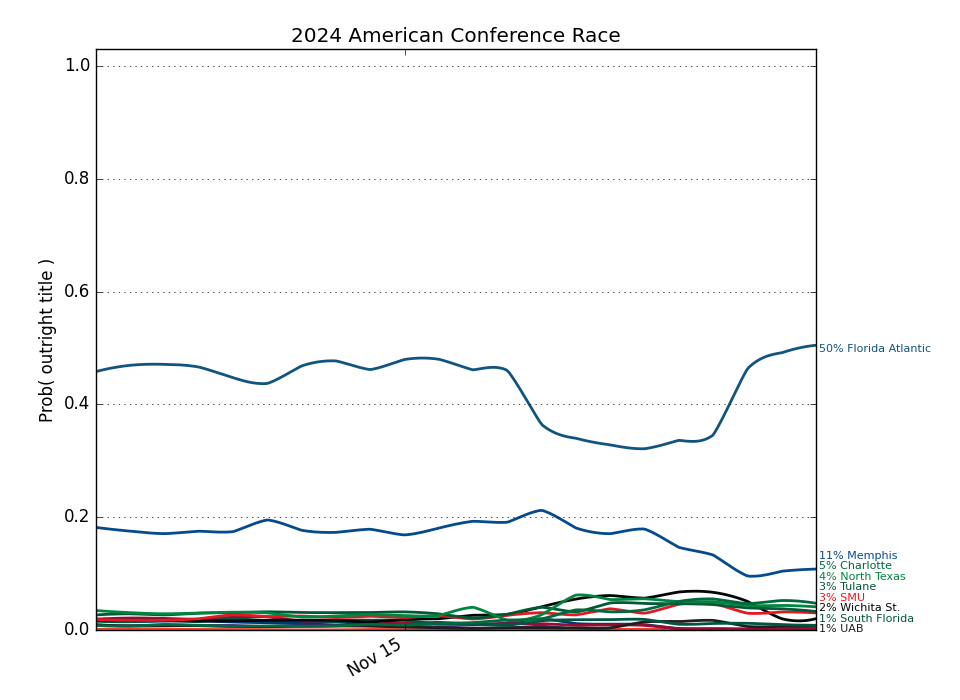 2024 American Conference Race
1.0
0.8
0.6
0.4
0.2
0.0
Prob( outright title )
Nov 15
50% Florida Atlantic
11% Memphis
5% Charlotte
4% North Texas
3% Tulane
3% SMU
2% Wichita St.
1% South Florida
1% UAB